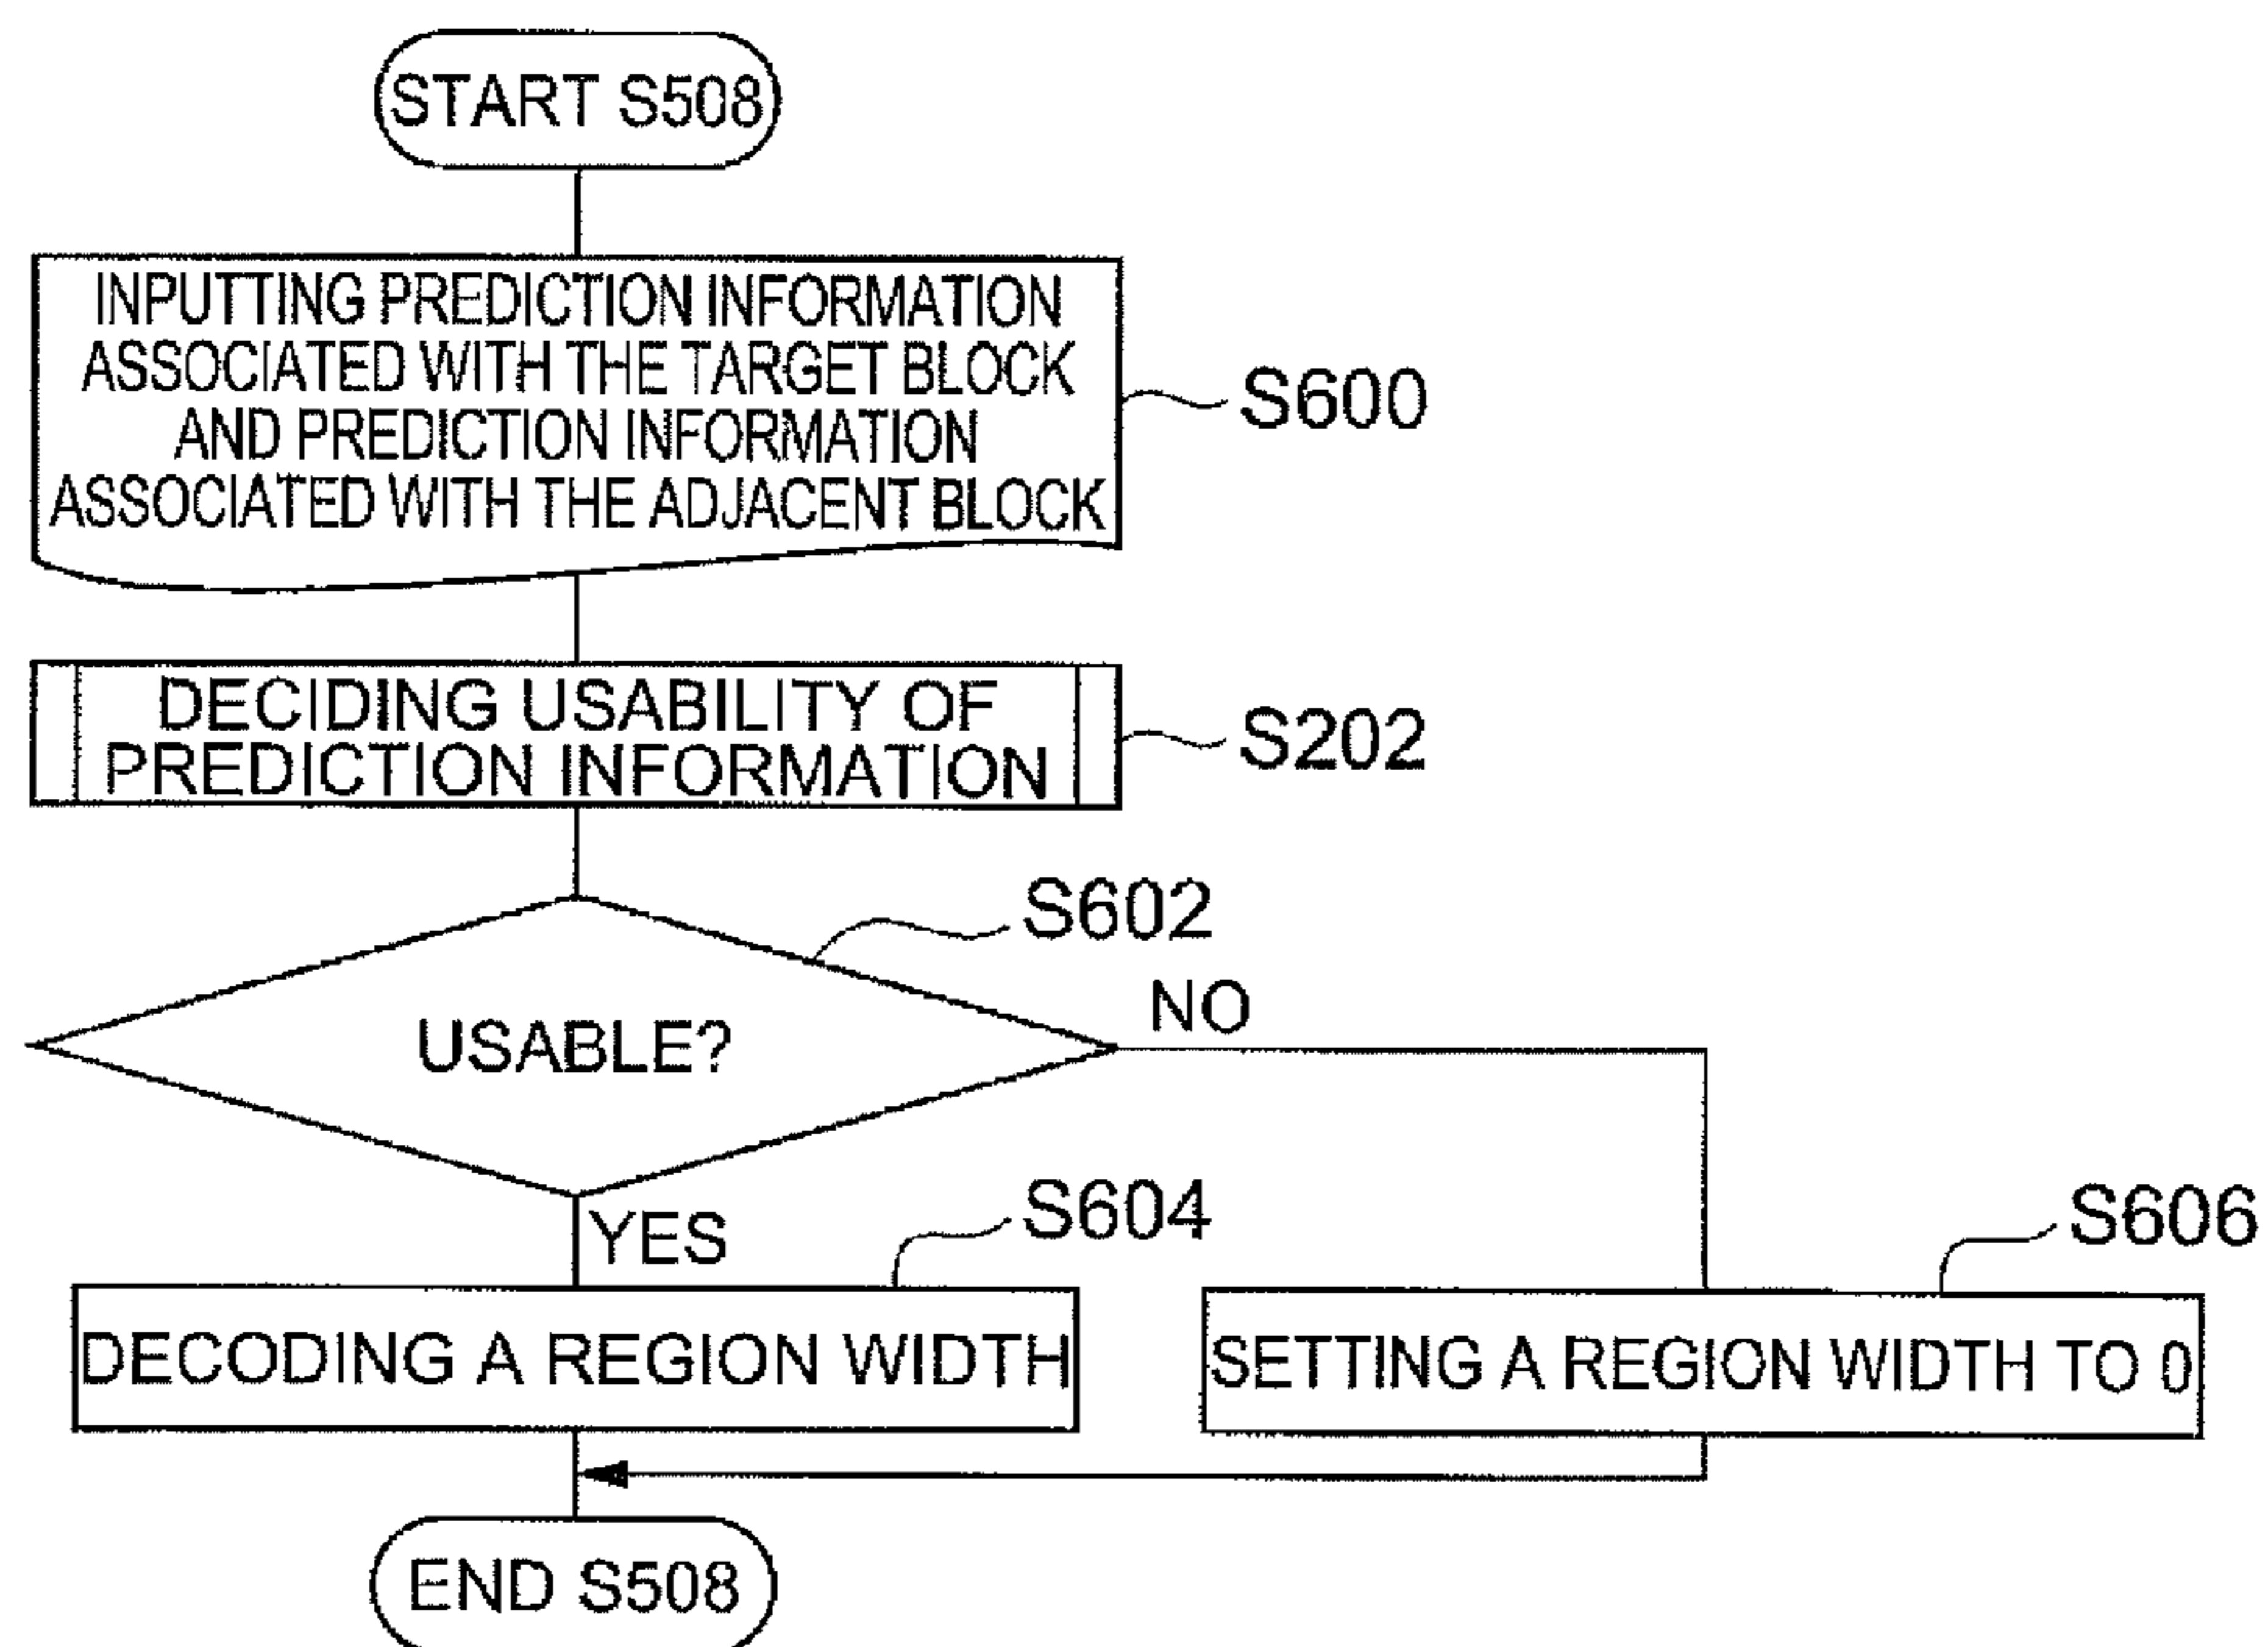 START S508
INPUTTING PREDICTION INFORMATION
ASSOCIATED WITH THE TARGET BLOCK
AND PREDICTION INFORMATION
ASSOCIATED WITH THE ADJACENT BLOCK
S600
DECIDING USABILITY OF
PREDICTION INFORMATION
S202
S602
NO
USABLE?
YES
S604
S606
DECODING A REGION WIDTH
SETTING A REGION WIDTH TO 0
END S508